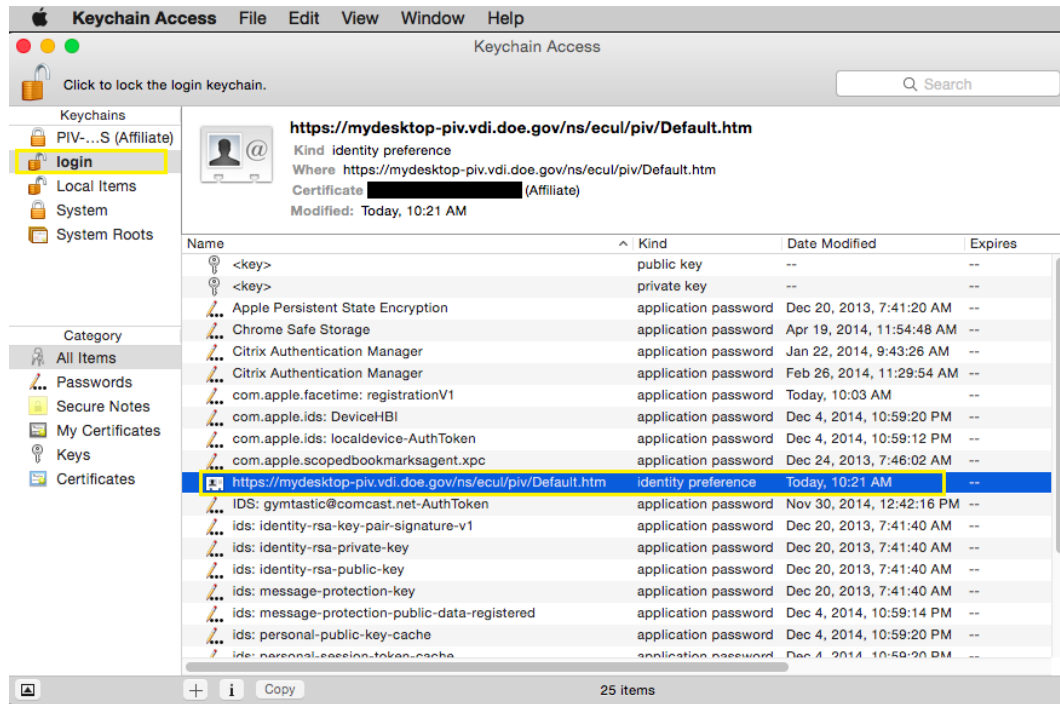 Keychain Access File Edit View Window Help
Keychain Access
Click to lock the login keychain.
Search
Keychains
PIV-...S (Affiliate)
login
Local Items
System
System Roots
Category
All Items
Passwords
Secure Notes
My Certificates
Keys
Certificates
https://mydesktop-piv.vdi.doe.gov/ns/ecul/piv/Default.htm
Kind identity preference
Where https://mydesktop-piv.vdi.doe.gov/ns/ecul/piv/Default.htm
Certificate (Affiliate)
Modified: Today, 10:21 AM
Name Kind Date Modified Expires
<key> public key -- --
<key> private key -- --
Apple Persistent State Encryption application password Dec 20, 2013, 7:41:20 AM --
Chrome Safe Storage application password Apr 19, 2014, 11:54:48 AM --
Citrix Authentication Manager application password Jan 22, 2014, 9:43:26 AM --
Citrix Authentication Manager application password Feb 26, 2014, 11:29:54 AM --
com.apple.facetime: registrationV1 application password Today, 10:03 AM --
com.apple.ids: DeviceHBI application password Dec 4, 2014, 10:59:20 PM --
com.apple.ids: localdevice-AuthToken application password Dec 4, 2014, 10:59:12 PM --
com.apple.scopedbookmarksagent.xpc application password Dec 24, 2013, 7:46:02 AM --
https://mydesktop-piv.vdi.doe.gov/ns/ecul/piv/Default.htm identity preference Today, 10:21 AM --
IDS: gymtastic@comcast.net-AuthToken application password Nov 30, 2014, 12:42:16 PM --
ids: identity-rsa-key-pair-signature-v1 application password Dec 20, 2013, 7:41:40 AM --
ids: identity-rsa-private-key application password Dec 20, 2013, 7:41:40 AM --
ids: identity-rsa-public-key application password Dec 20, 2013, 7:41:40 AM --
ids: message-protection-key application password Dec 20, 2013, 7:41:40 AM --
ids: message-protection-public-data-registered application password Dec 4, 2014, 10:59:14 PM --
ids: personal-public-key-cache application password Dec 4, 2014, 10:59:20 PM --
ids: personal-session-token-cache application password Dec 4, 2014, 10:59:20 PM --
Copy
25 items